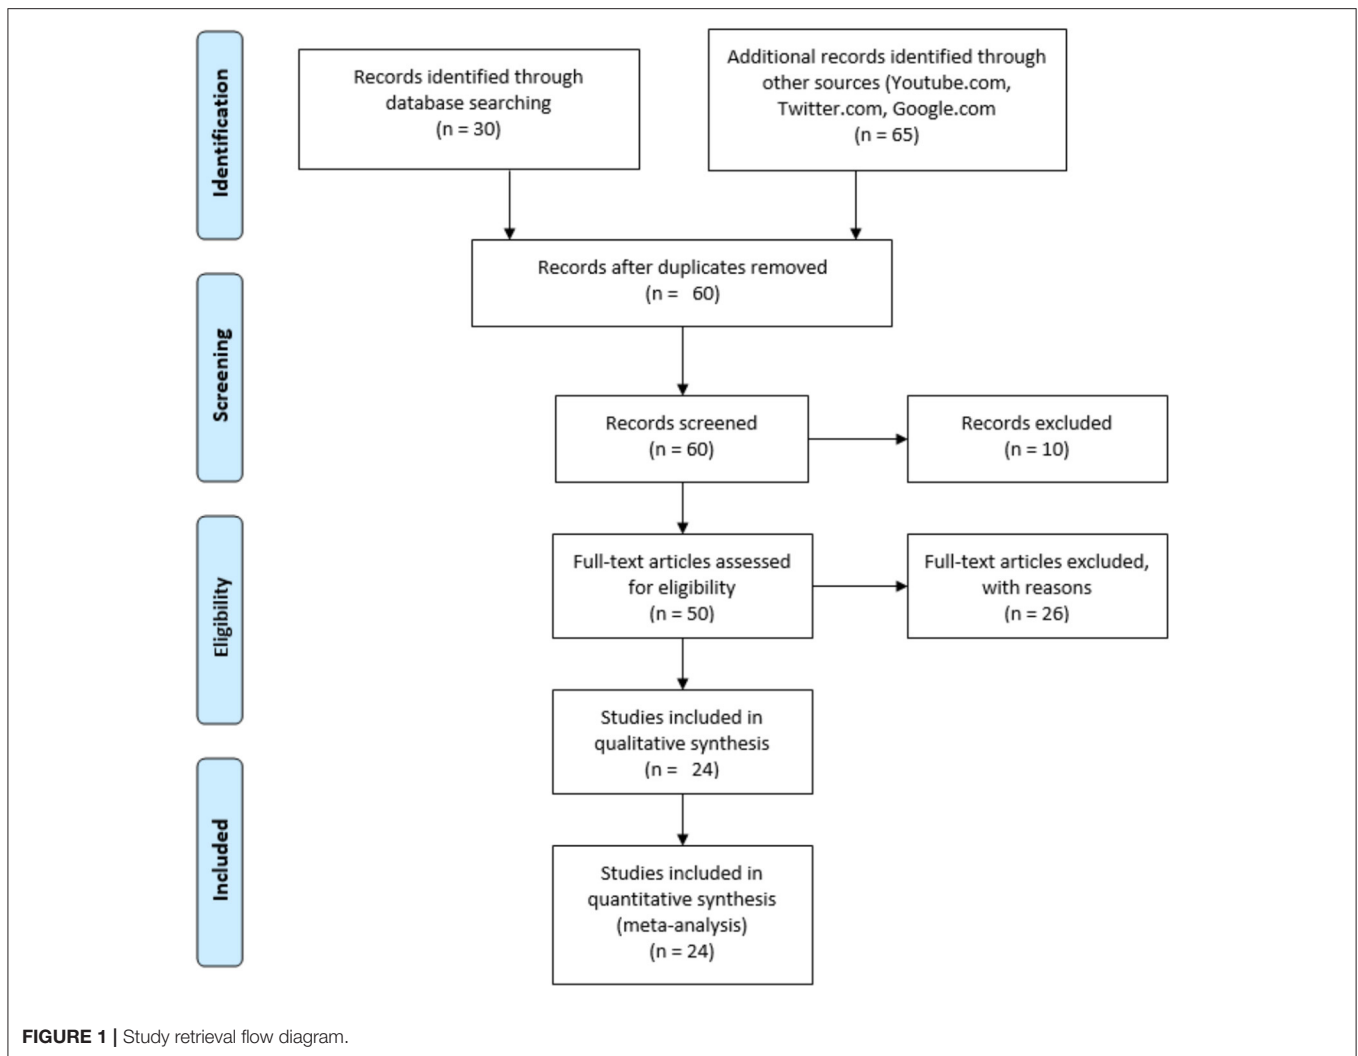 Identification
Records identified through
database searching
(n = 30)
Additional records identified through
other sources (Youtube.com,
Twitter.com, Google.com
(n = 65)
Records after duplicates removed
(n =   60)
Screening
Records screened
(n = 60)
Records excluded
(n = 10)
Eligibility
Full-text articles assessed
for eligibility
(n = 50)
Full-text articles excluded,
with reasons
(n = 26)
Studies included in
qualitative synthesis
(n =   24)
Included
Studies included in
quantitative synthesis
(meta-analysis)
(n = 24)
FIGURE 1 | Study retrieval flow diagram.